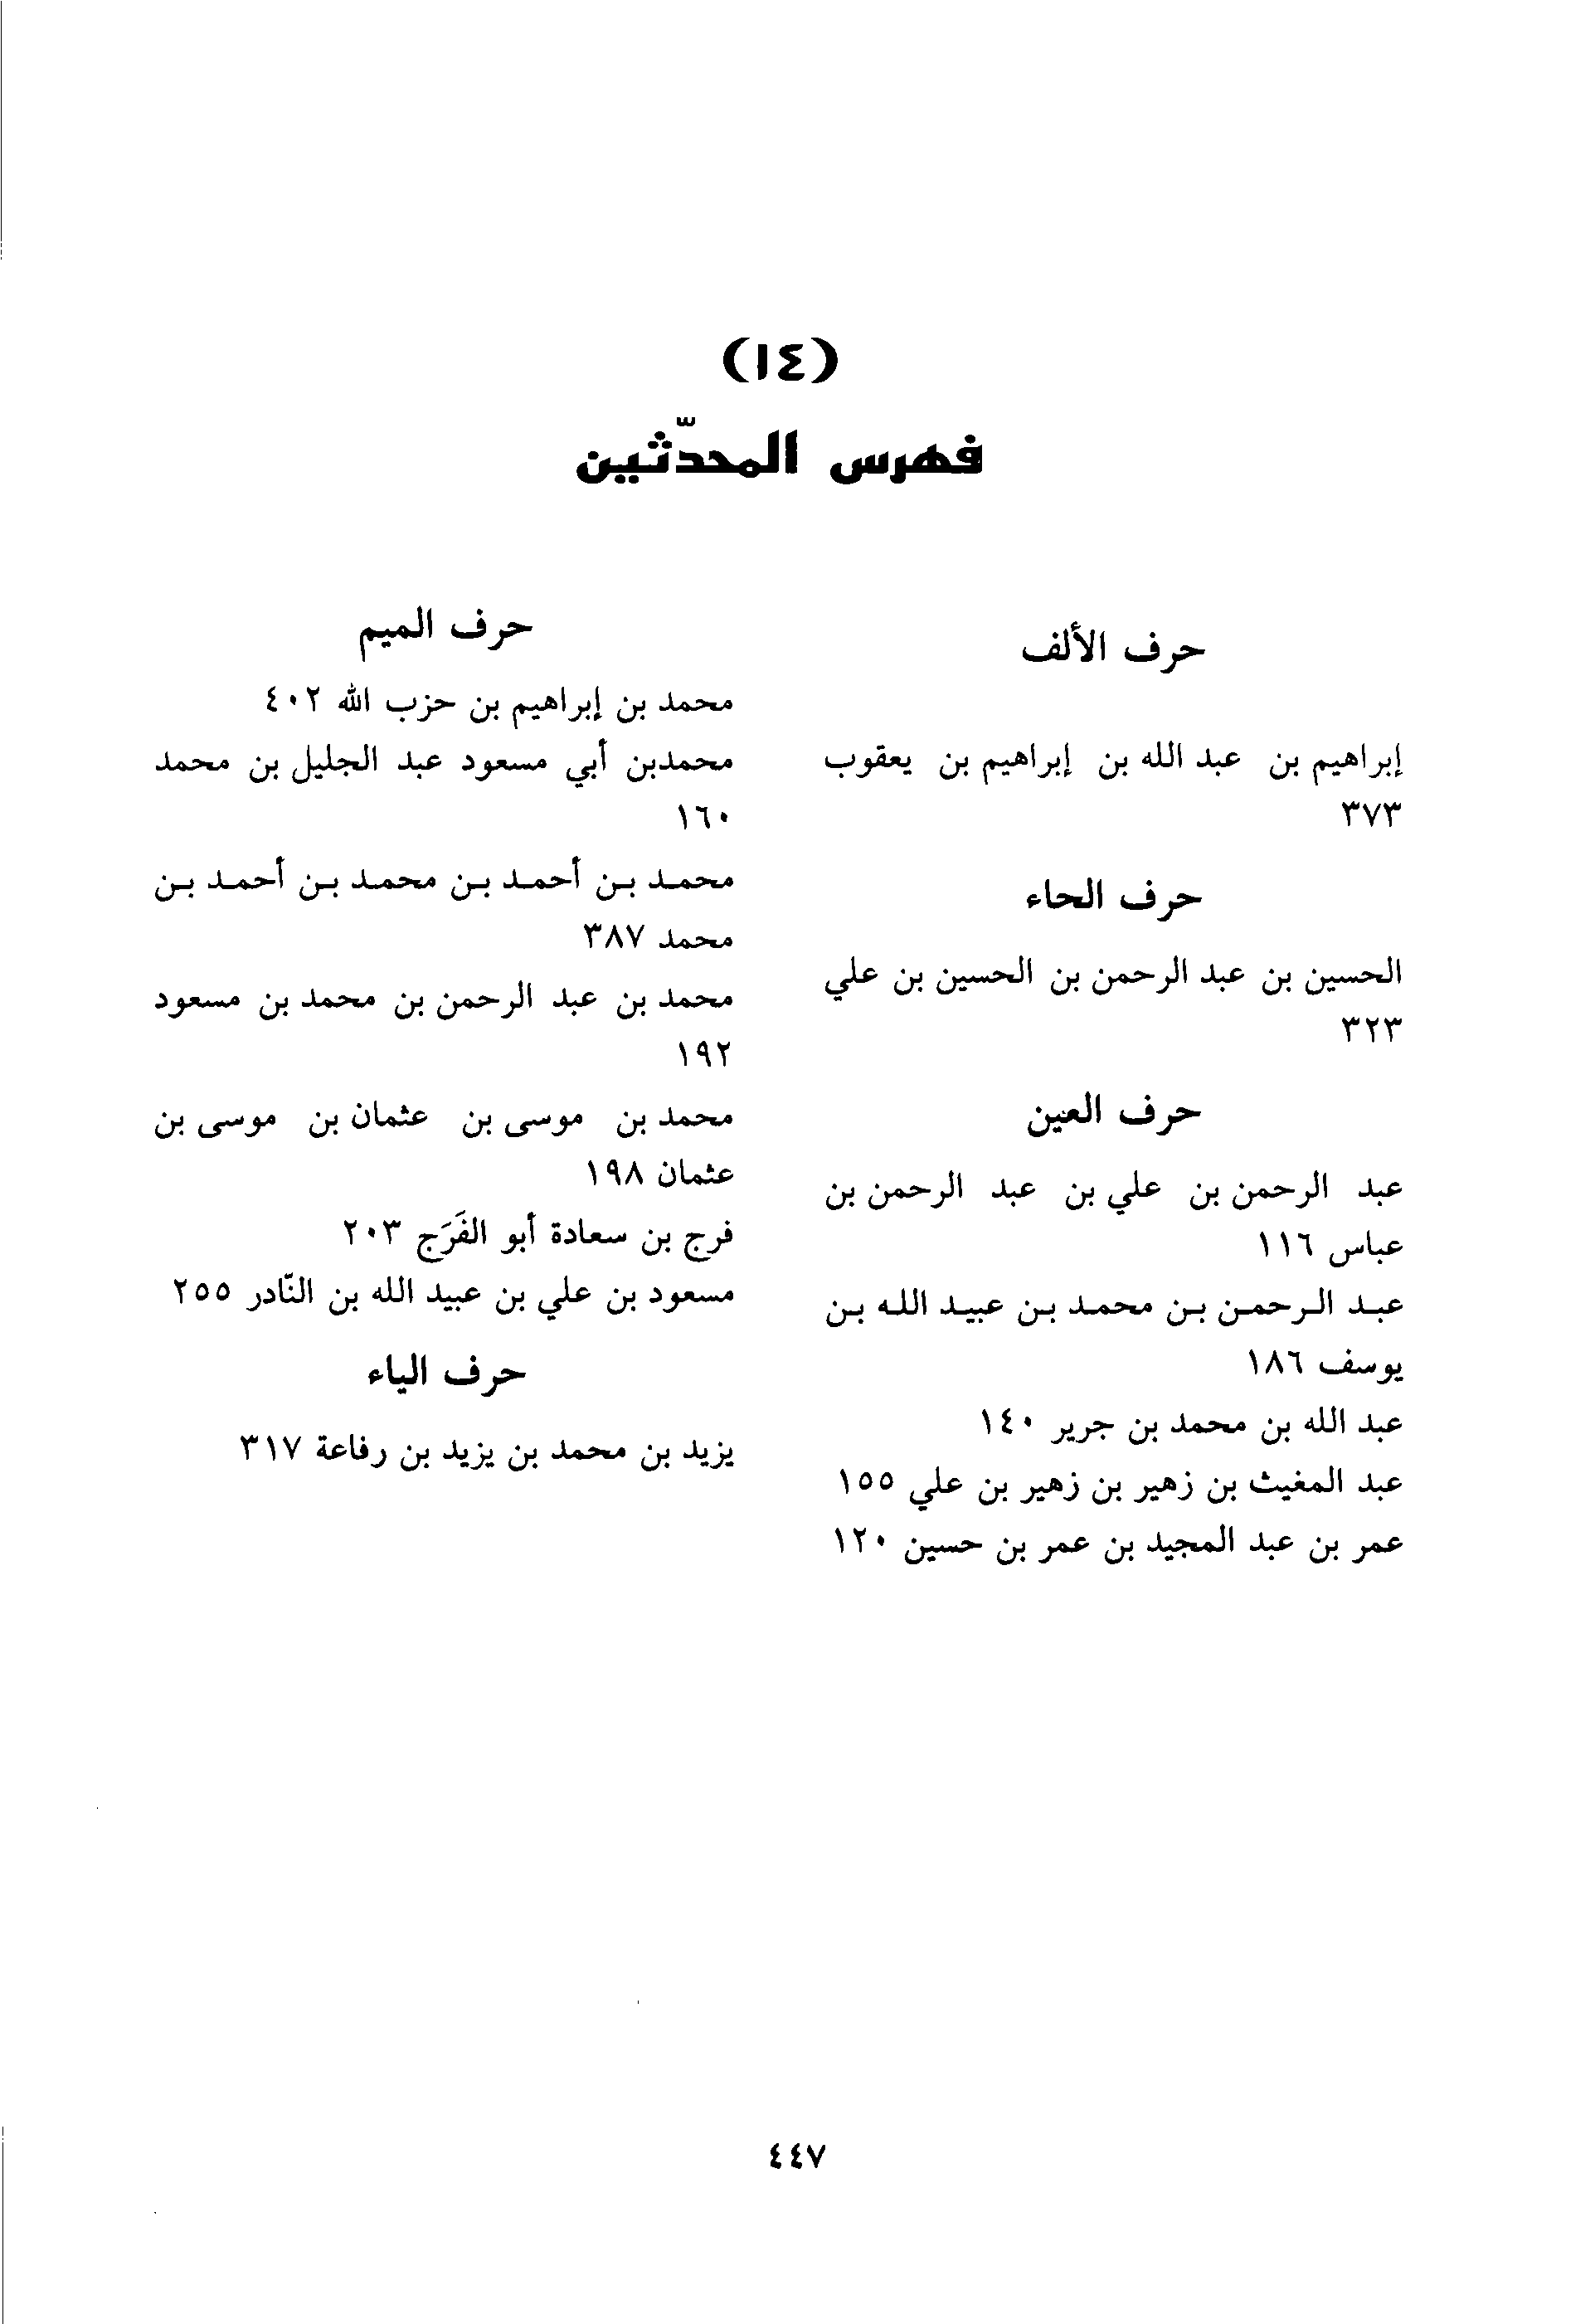 (١٤)
فهرس المحدّثين
حرف الألف
إبراهيم بن عبد الله بن إبراهيم بن يعقوب
٣٧٣
حرف الحاء
الحسين بن عبد الرحمن بن الحسين بن علي
٣٢٣
حرف العين
عبد الرحمن بن علي بن عبد الرحمن بن
عباس ١١٦
عبد الرحمن بن محمد بن عبيد الله بن
يوسف ١٨٦
عبد الله بن محمد بن جرير ١٤٠
عبد المغيث بن زهير بن زهير بن علي ١٥٥
عمر بن عبد المجيد بن عمر بن حسين ١٢٠
حرف الميم
محمد بن إبراهيم بن حزب الله ٤٠٢
محمدبن أبي مسعود عبد الجليل بن محمد
١٦٠
محمد بن أحمد بن محمد بن أحمد بن
محمد ٣٨٧
محمد بن عبد الرحمن بن محمد بن مسعود
١٩٢
محمد بن موسى بن عثمان بن موسى بن
عثمان ١٩٨
فرج بن سعادة أبو الفَرَج ٢٠٣
مسعود بن علي بن عبيد الله بن النّادر ٢٥٥
حرف الياء
يزيد بن محمد بن يزيد بن رفاعة ٣١٧
٤٤٧